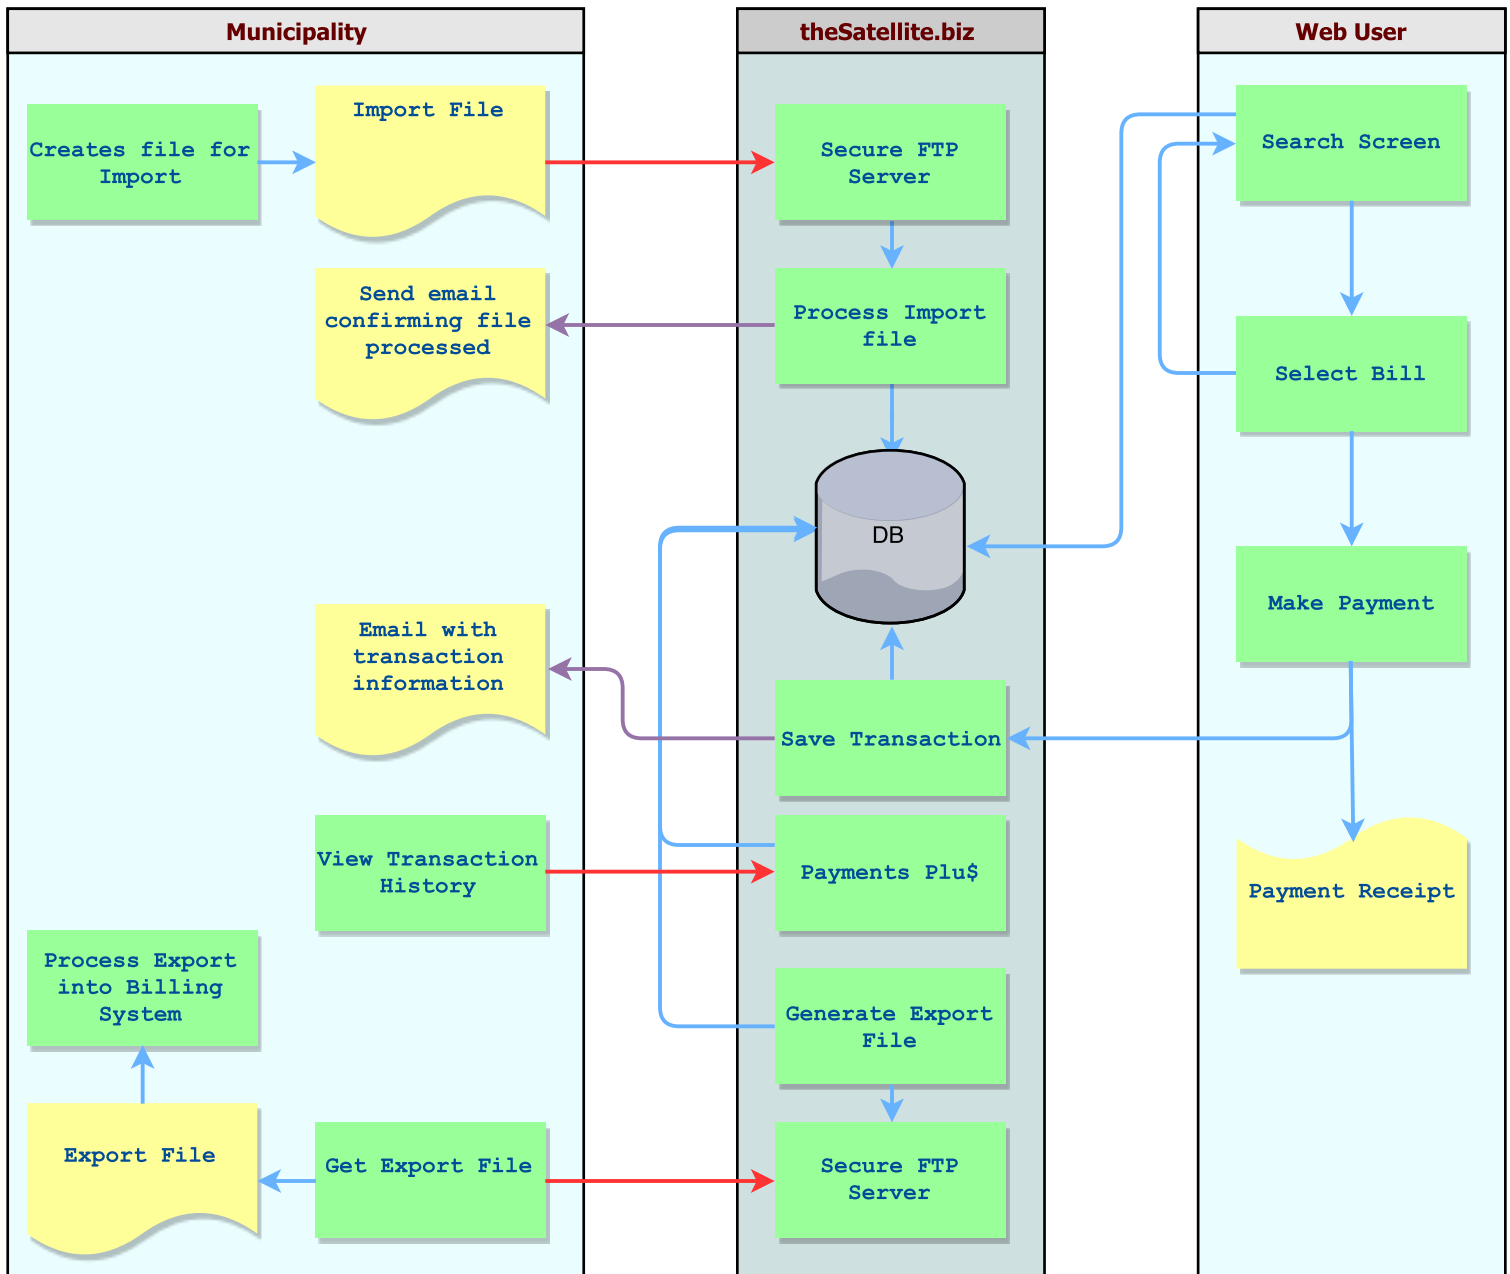 Municipality
theSatellite.biz
Web User
Creates file for
Import
Import File
Secure FTP
Server
Search Screen
Send email
confirming file
processed
Process Import
file
Select Bill
DB
Email with
transaction
information
Make Payment
Save Transaction
View Transaction
History
Payments Plu$
Payment Receipt
Process Export
into Billing
System
Generate Export
File
Export File
Get Export File
Secure FTP
Server